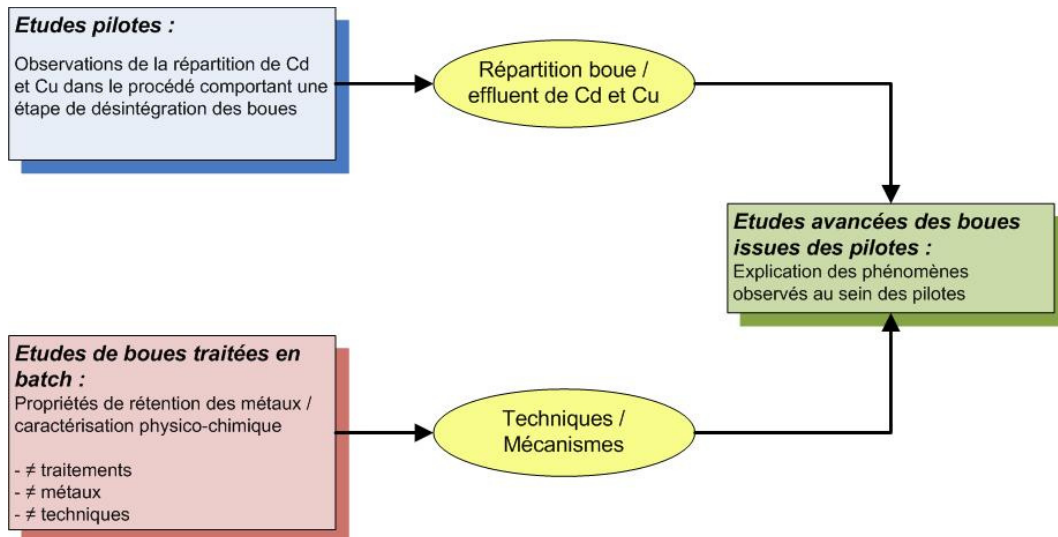 Etudes pilotes :
Observations de la répartition de Cd
et Cu dans le procédé comportant une
étape de désintégration des boues
Répartition boue /
effluent de Cd et Cu
Etudes avancées des boues
issues des pilotes :
Explication des phénomènes
observés au sein des pilotes
Etudes de boues traitées en
batch :
Propriétés de rétention des métaux /
caractérisation physico-chimique
- ≠ traitements
- ≠ métaux
- ≠ techniques
Techniques /
Mécanismes